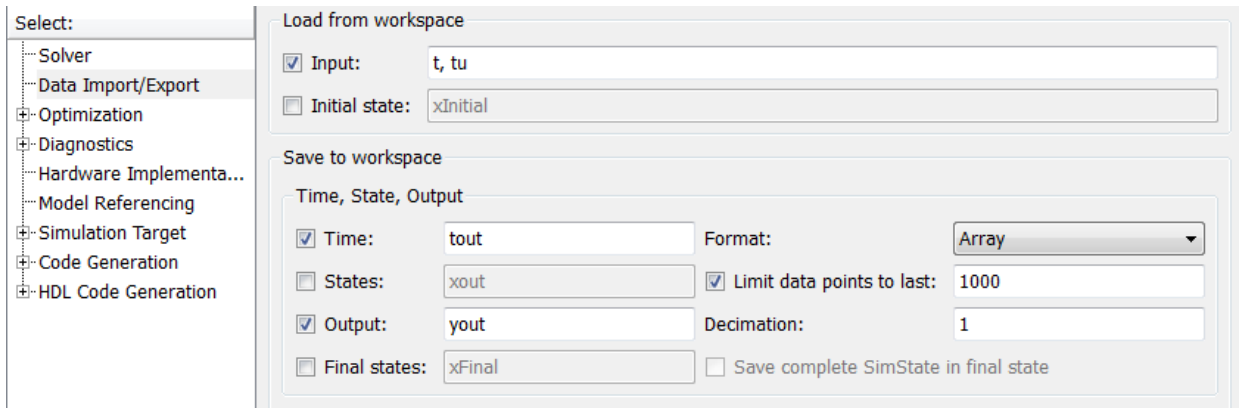 Select:
Solver
Data Import/Export
Optimization
Diagnostics
Hardware Implementa...
Model Referencing
Simulation Target
Code Generation
HDL Code Generation
Load from workspace
Input: t, tu
Initial state: xInitial
Save to workspace
Time, State, Output
Time: tout Format: Array
States: xout Limit data points to last: 1000
Output: yout Decimation: 1
Final states: xFinal Save complete SimState in final state